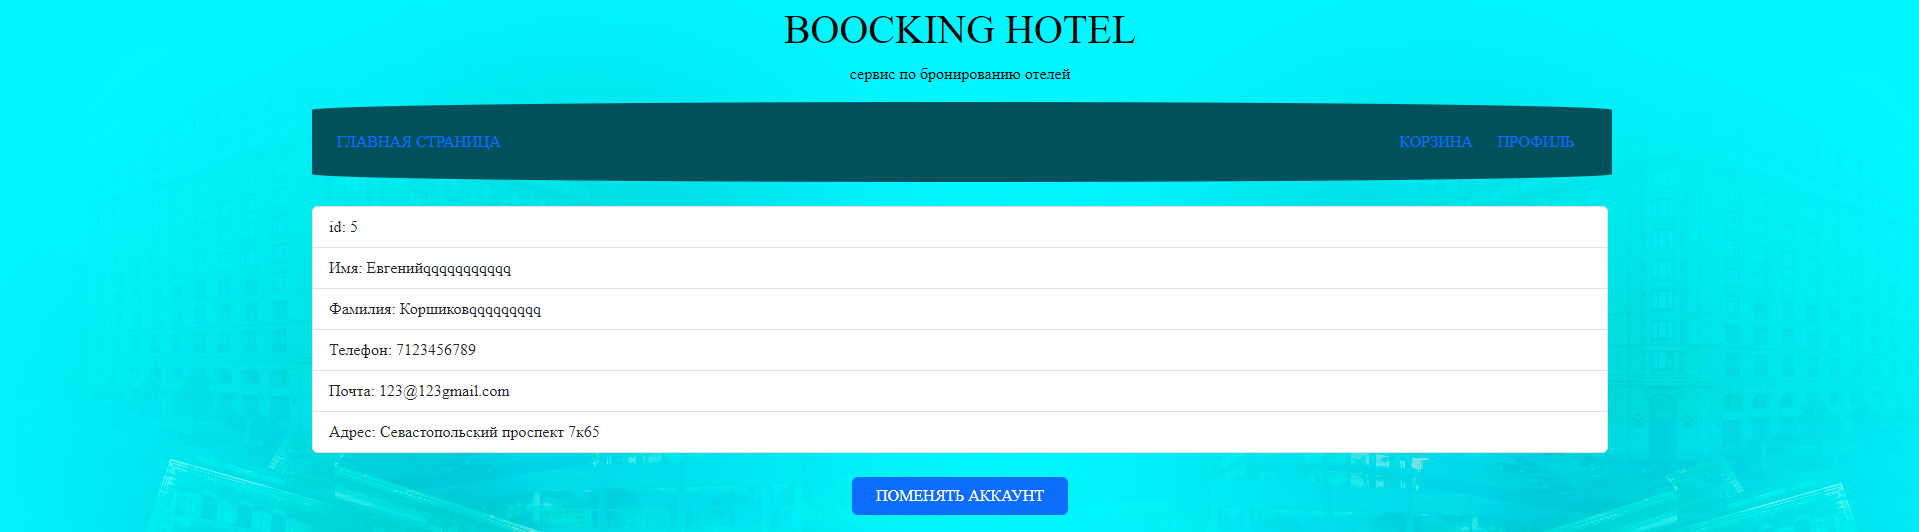 BOOCKING HOTEL
сервис по бронированию отелей
ГЛАВНАЯ СТРАНИЦА КОРЗИНА ПРОФИЛЬ
id: 5
Имя: Евгенийqqqqqqqqqqq
Фамилия: Коршиковqqqqqqqqq
Телефон: 7123456789
Почта: 123@123gmail.com
Адрес: Севастопольский проспект 7к65
ПОМЕНЯТЬ АККАУНТ